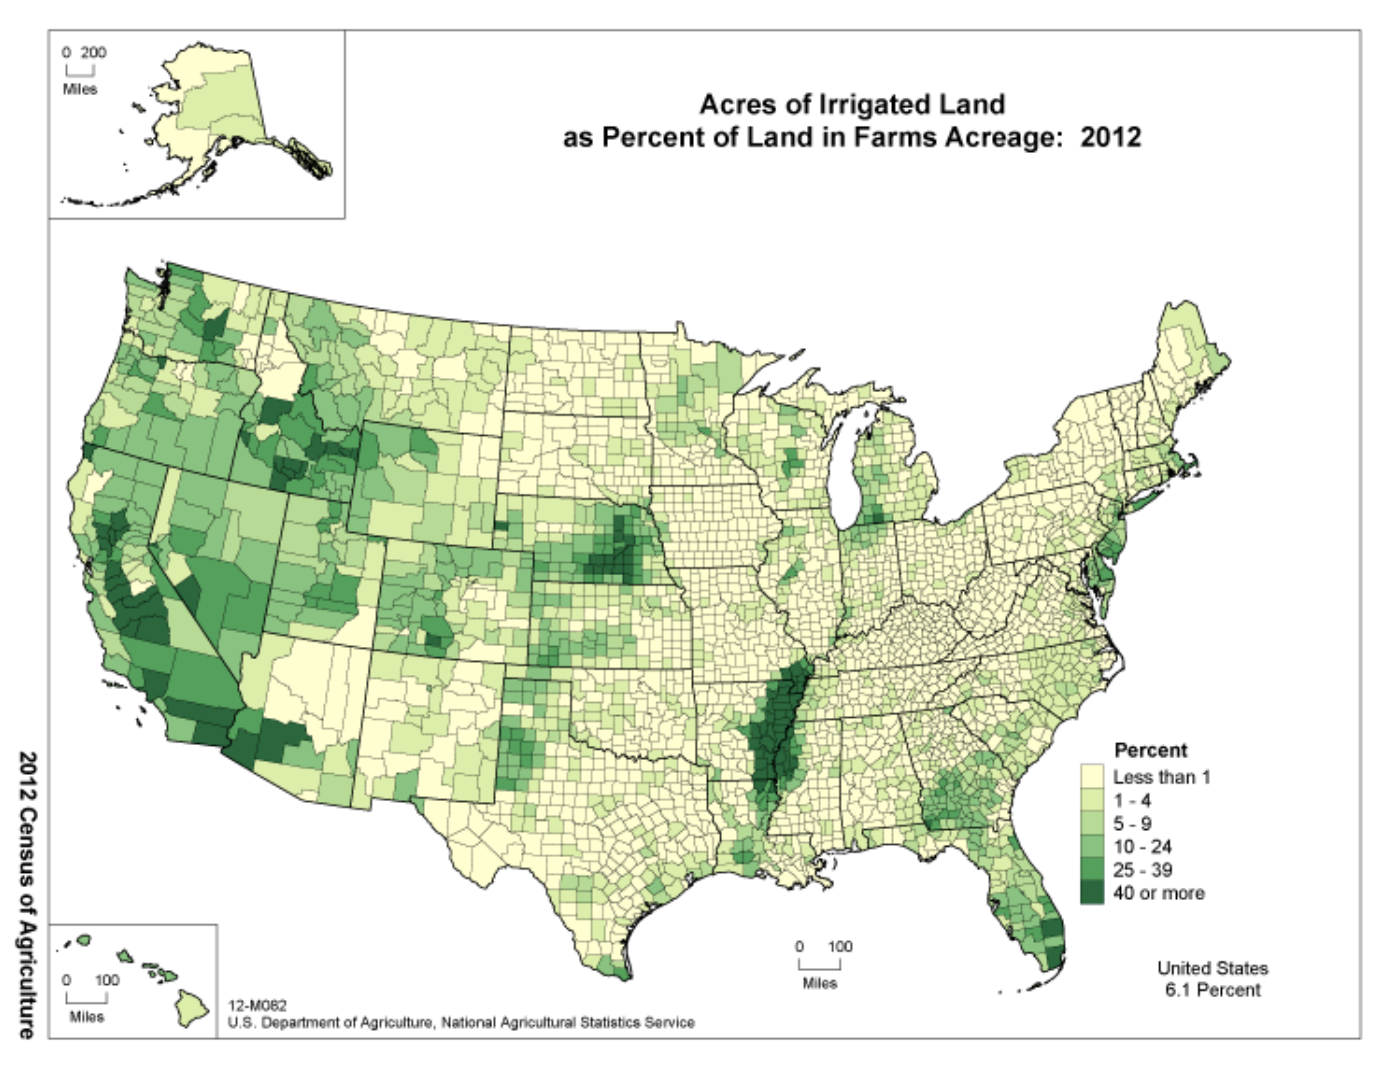 0 200
Miles
Acres of Irrigated Land
as Percent of Land in Farms Acreage: 2012
Percent
Less than 1
1 - 4
5 - 9
10 - 24
25 - 39
40 or more
United States
6.1 Percent
0 100
Miles
0 100
Miles
12-M082
U.S. Department of Agriculture, National Agricultural Statistics Service
2012 Census of Agriculture